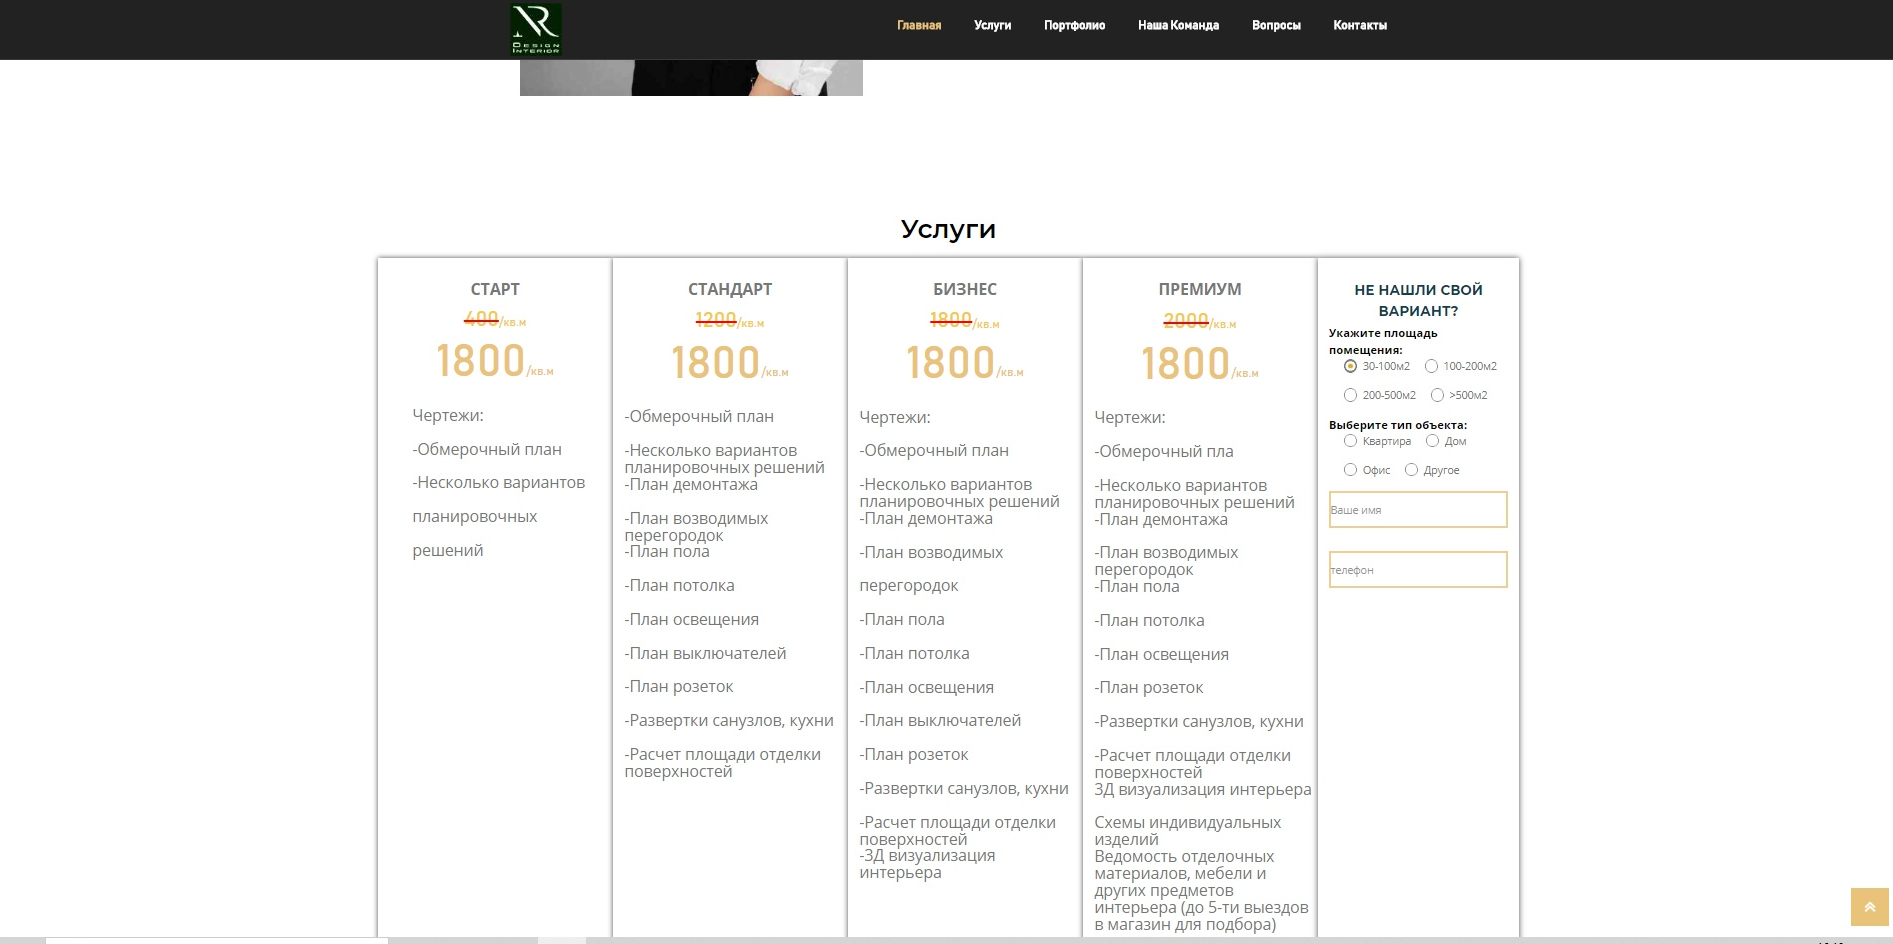 NR
DESIGN
INTERIOR
Главная Услуги Портфолио Наша Команда Вопросы Контакты
Услуги
СТАРТ
400/кв.м
1800/кв.м
Чертежи:
-Обмерочный план
-Несколько вариантов
планировочных
решений
СТАНДАРТ
1200/кв.м
1800/кв.м
-Обмерочный план
-Несколько вариантов
планировочных решений
-План демонтажа
-План возводимых
перегородок
-План пола
-План потолка
-План освещения
-План выключателей
-План розеток
-Развертки санузлов, кухни
-Расчет площади отделки
поверхностей
БИЗНЕС
1800/кв.м
1800/кв.м
Чертежи:
-Обмерочный план
-Несколько вариантов
планировочных решений
-План демонтажа
-План возводимых
перегородок
-План пола
-План потолка
-План освещения
-План выключателей
-План розеток
-Развертки санузлов, кухни
-Расчет площади отделки
поверхностей
-3Д визуализация
интерьера
ПРЕМИУМ
2000/кв.м
1800/кв.м
Чертежи:
-Обмерочный пла
-Несколько вариантов
планировочных решений
-План демонтажа
-План возводимых
перегородок
-План пола
-План потолка
-План освещения
-План розеток
-Развертки санузлов, кухни
-Расчет площади отделки
поверхностей
3Д визуализация интерьера
Схемы индивидуальных
изделий
Ведомость отделочных
материалов, мебели и
других предметов
интерьера (до 5-ти выездов
в магазин для подбора)
НЕ НАШЛИ СВОЙ
ВАРИАНТ?
Укажите площадь
помещения:
30-100м2 100-200м2
200-500м2 >500м2
Выберите тип объекта:
Квартира Дом
Офис Другое
Ваше имя
телефон